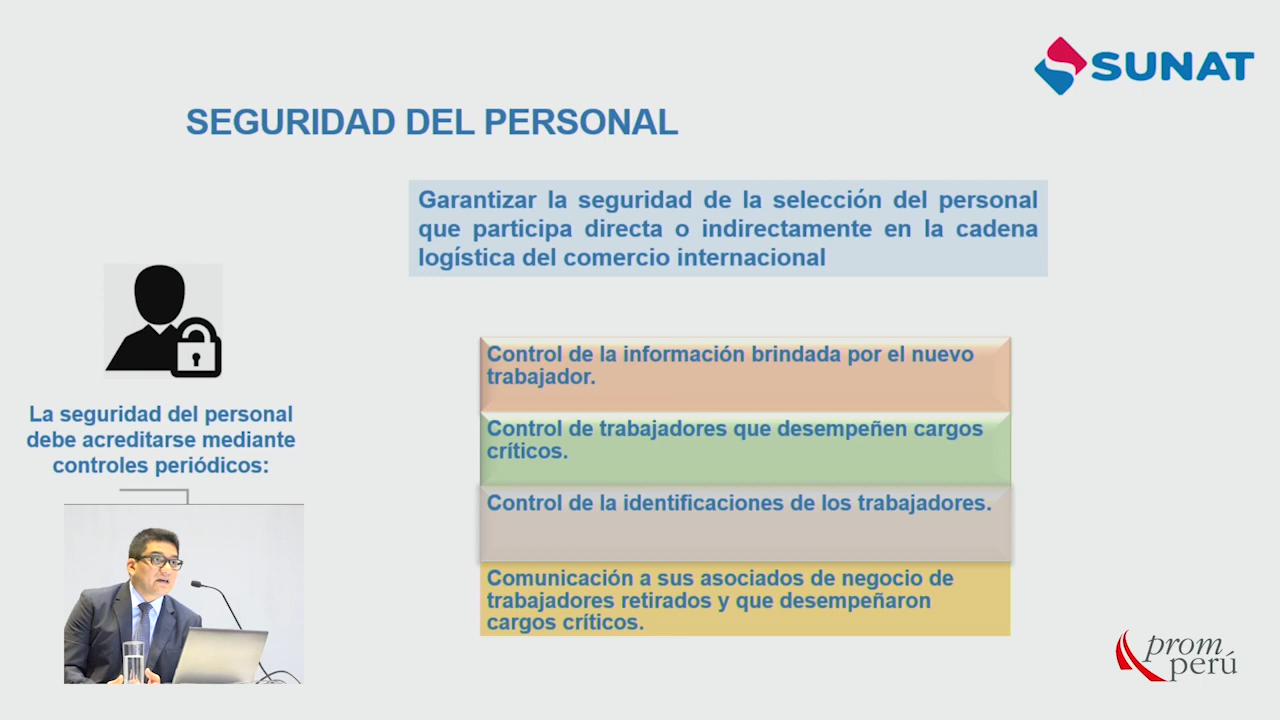 SUNAT
SEGURIDAD DEL PERSONAL
Garantizar la seguridad de la selección del personal
que participa directa o indirectamente en la cadena
logística del comercio internacional
La seguridad del personal
debe acreditarse mediante
controles periódicos:
Control de la información brindada por el nuevo
trabajador.
Control de trabajadores que desempeñen cargos
críticos.
Control de la identificaciones de los trabajadores.
Comunicación a sus asociados de negocio de
trabajadores retirados y que desempeñaron
cargos críticos.
prom
perú